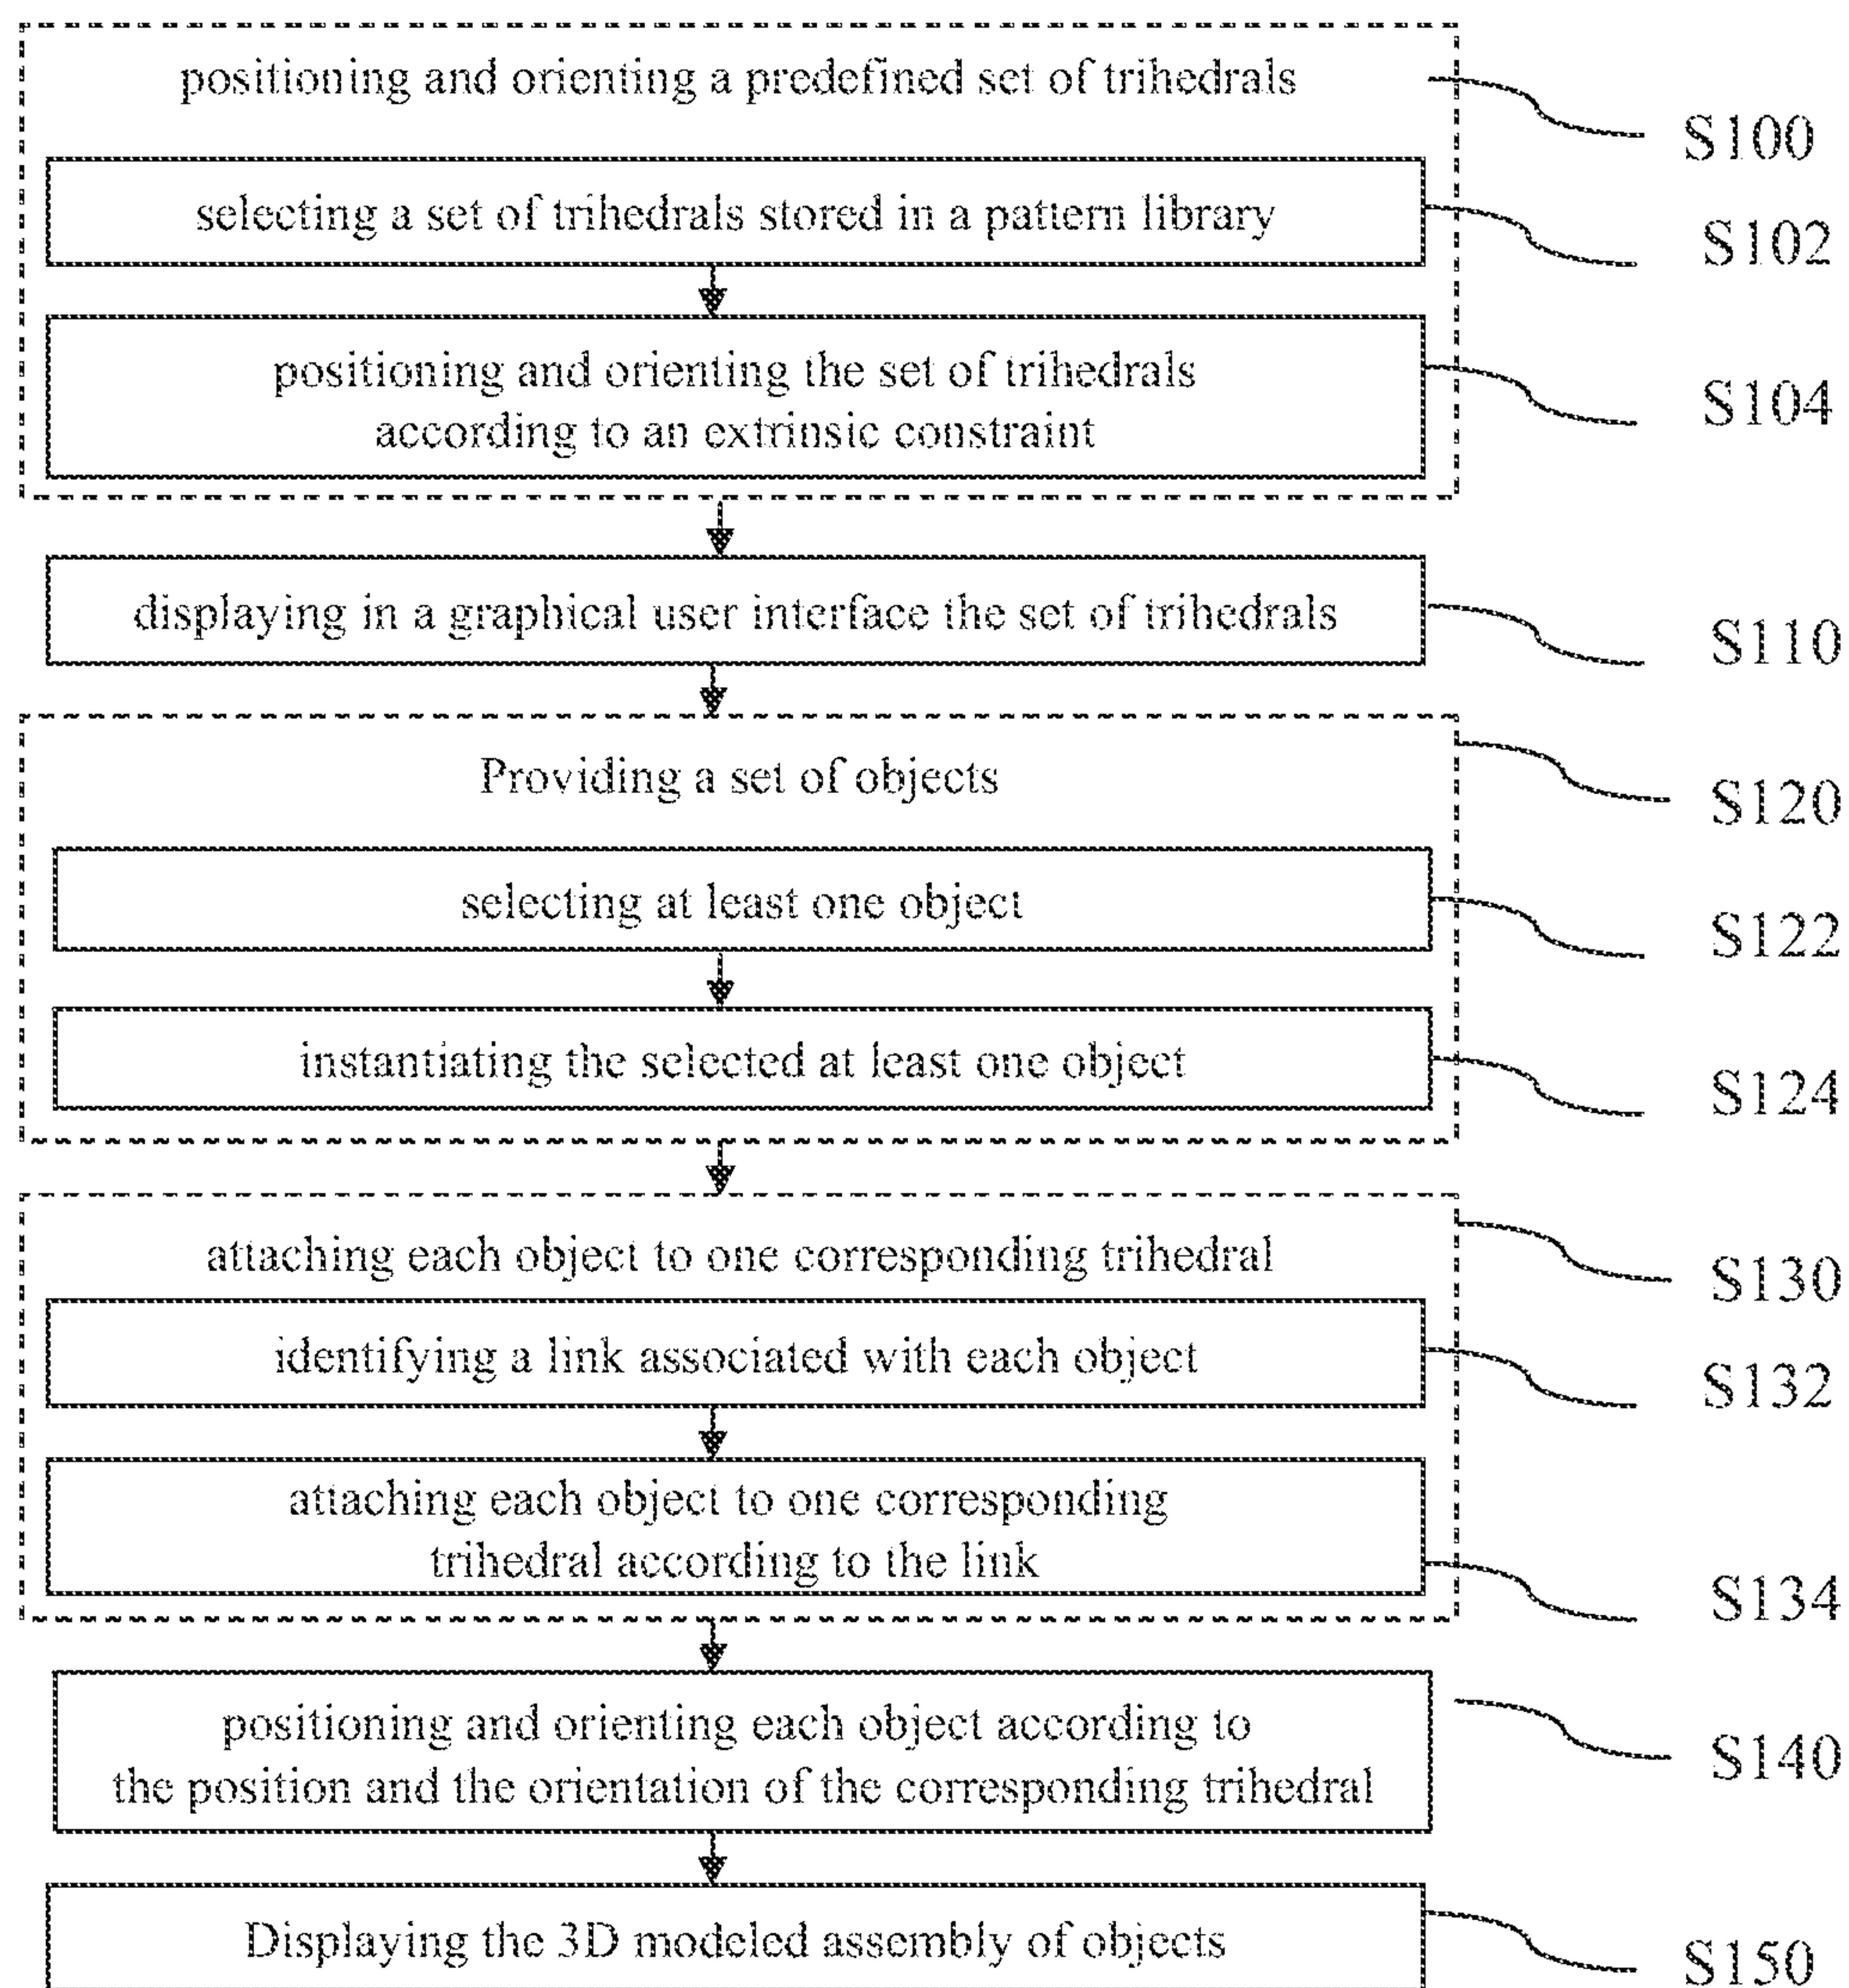 positioning and orienting a predefined set of trihedrals
S100
selecting a set of trihedrals stored in a pattern library
S102
positioning and orienting the set of trihedrals
according to an extrinsic constraint
S104
displaying in a graphical user interface the set of trihedrals
S110
Providing a set of objects
S120
selecting at least one object
S122
instantiating the selected at least one object
S124
attaching each object to one corresponding trihedral
S130
identifying a link associated with each object
S132
attaching each object to one corresponding
trihedral according to the link
S134
positioning and orienting each object according to
the position and the orientation of the corresponding trihedral
S140
Displaying the 3D modeled assembly of objects
S150